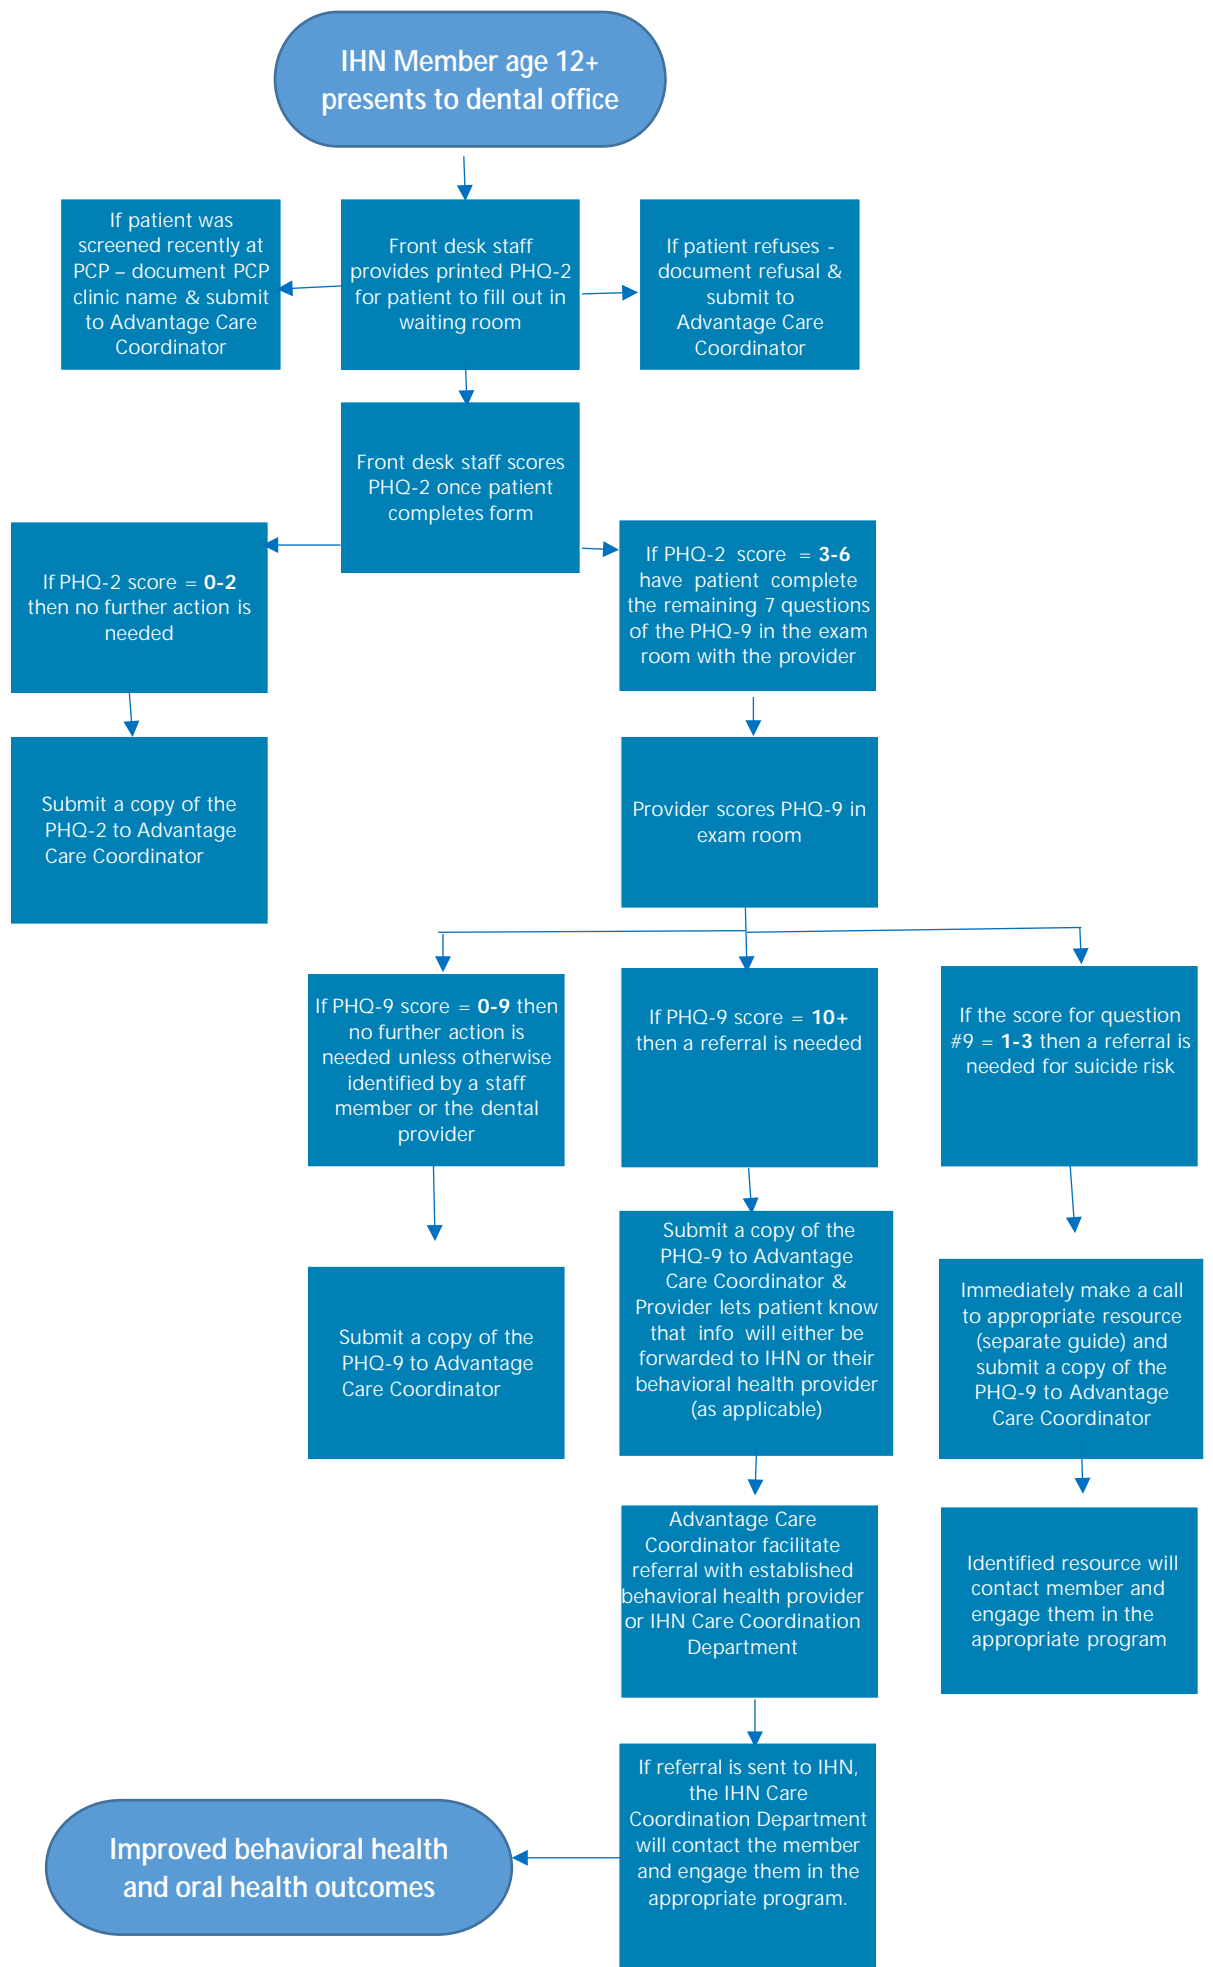 IHN Member age 12+
presents to dental office
If patient was
screened recently at
PCP – document PCP
clinic name & submit
to Advantage Care
Coordinator
Front desk staff
provides printed PHQ-2
for patient to fill out in
waiting room
If patient refuses -
document refusal &
submit to
Advantage Care
Coordinator
Front desk staff scores
PHQ-2 once patient
completes form
If PHQ-2 score = 0-2
then no further action is
needed
If PHQ-2 score = 3-6
have patient complete
the remaining 7 questions
of the PHQ-9 in the exam
room with the provider
Submit a copy of the
PHQ-2 to Advantage
Care Coordinator
Provider scores PHQ-9 in
exam room
If PHQ-9 score = 0-9 then
no further action is
needed unless otherwise
identified by a staff
member or the dental
provider
If PHQ-9 score = 10+
then a referral is needed
If the score for question
#9 = 1-3 then a referral is
needed for suicide risk
Submit a copy of the
PHQ-9 to Advantage
Care Coordinator
Submit a copy of the
PHQ-9 to Advantage
Care Coordinator &
Provider lets patient know
that info will either be
forwarded to IHN or their
behavioral health provider
(as applicable)
Immediately make a call
to appropriate resource
(separate guide) and
submit a copy of the
PHQ-9 to Advantage
Care Coordinator
Advantage Care
Coordinator facilitate
referral with established
behavioral health provider
or IHN Care Coordination
Department
Identified resource will
contact member and
engage them in the
appropriate program
If referral is sent to IHN,
the IHN Care
Coordination Department
will contact the member
and engage them in the
appropriate program.
Improved behavioral health
and oral health outcomes